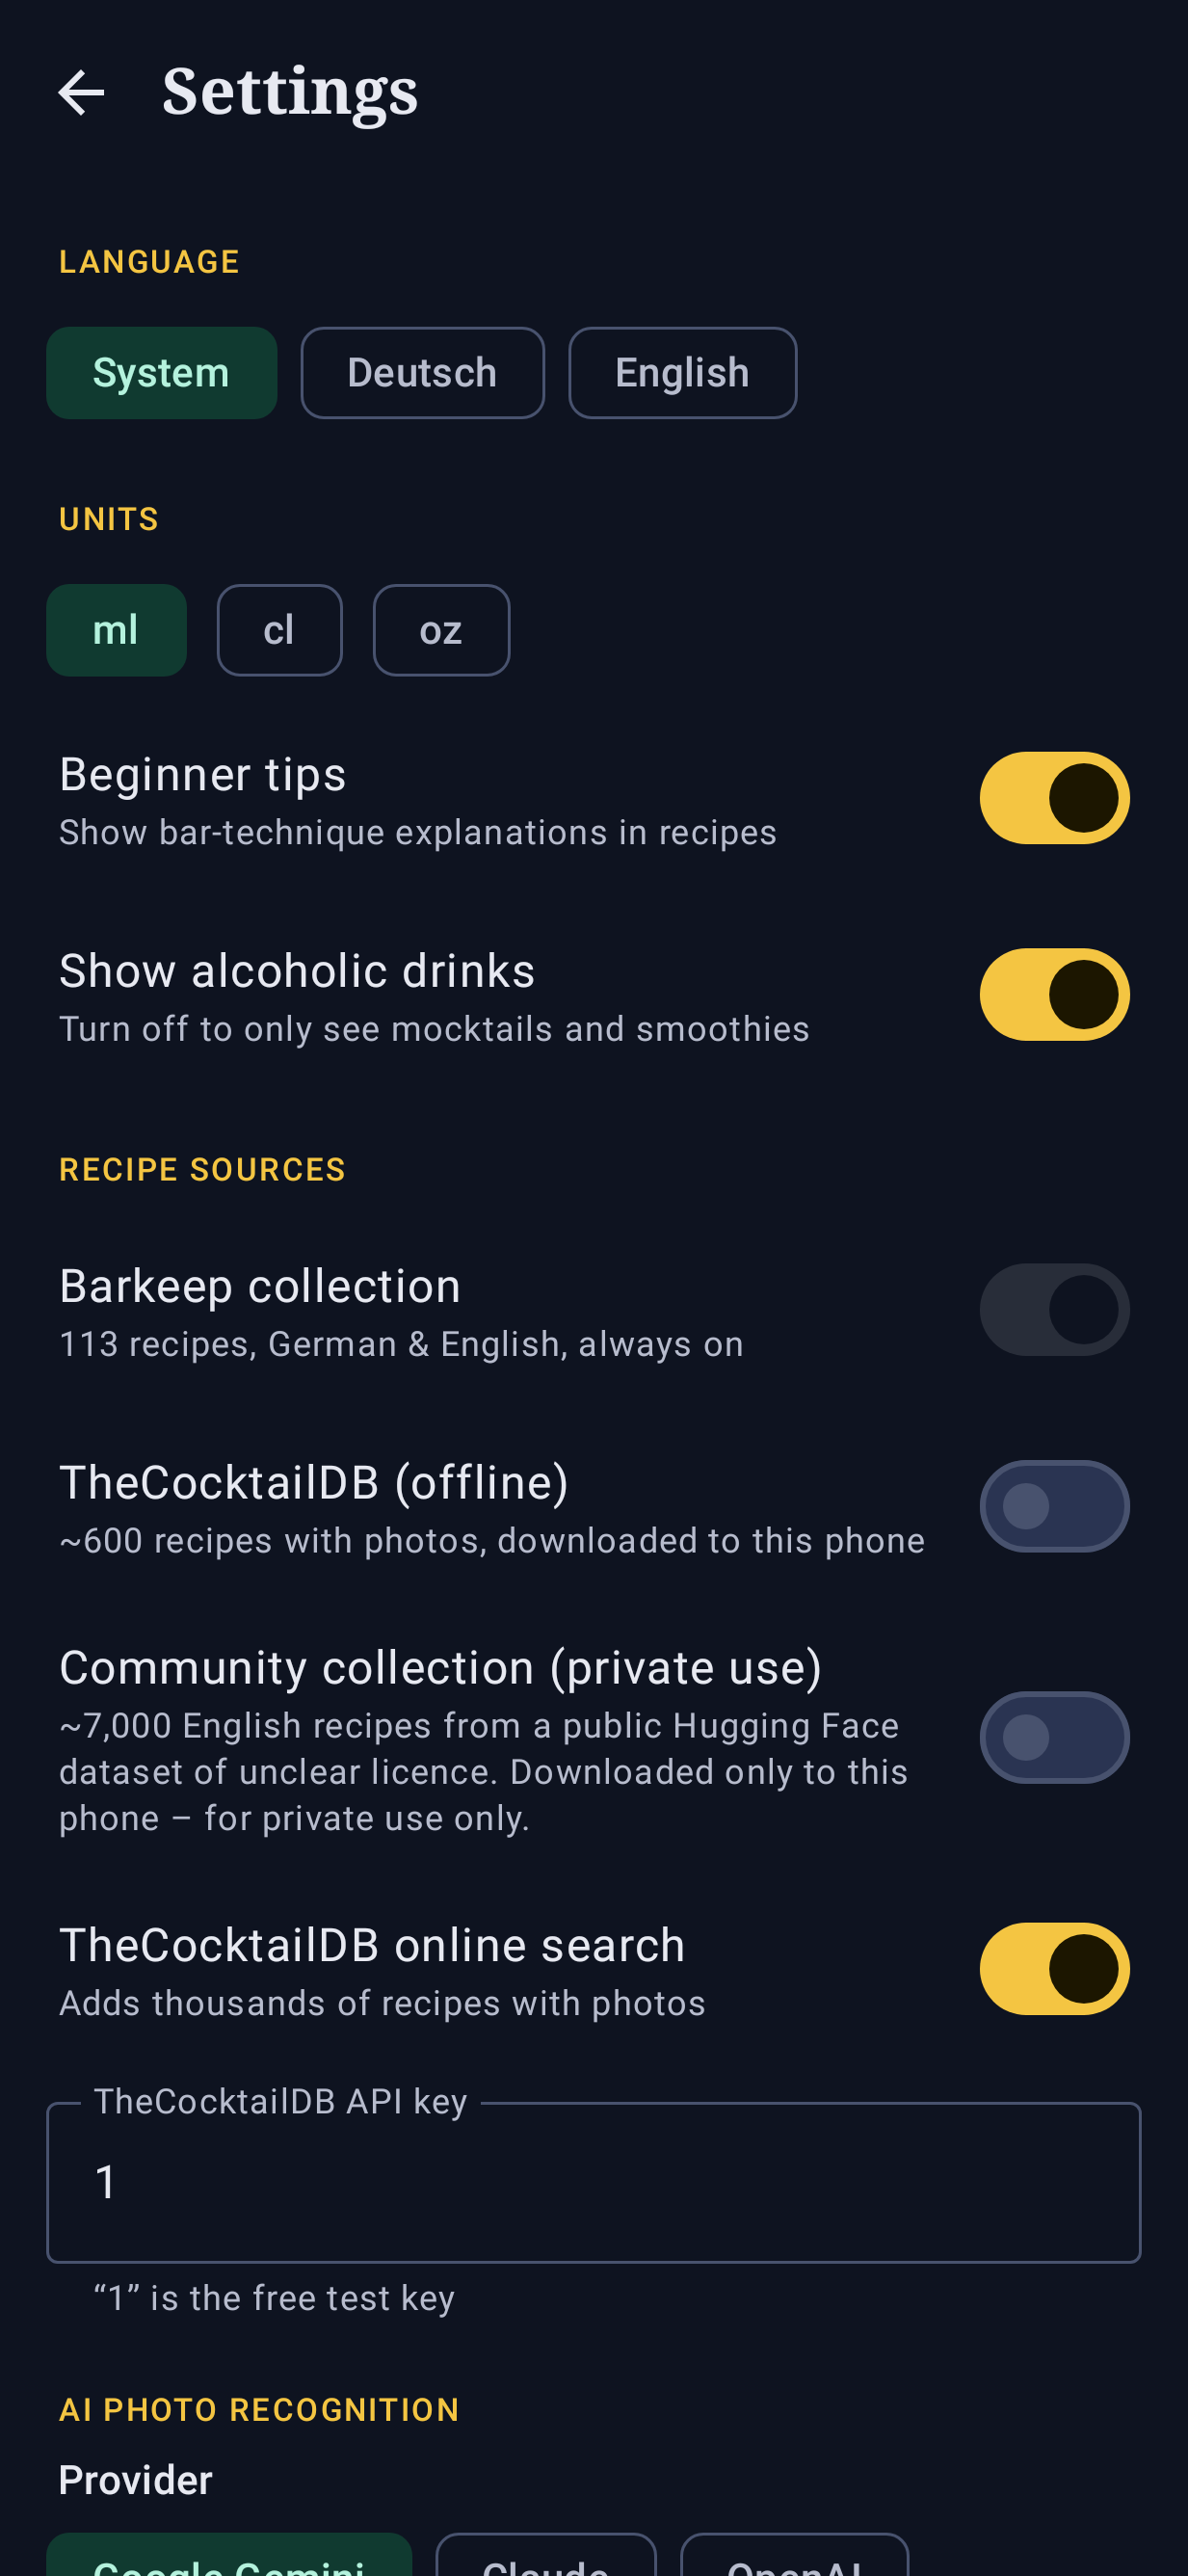 Settings
LANGUAGE
System Deutsch English
UNITS
ml cl oz
Beginner tips
Show bar-technique explanations in recipes
Show alcoholic drinks
Turn off to only see mocktails and smoothies
RECIPE SOURCES
Barkeep collection
113 recipes, German & English, always on
TheCocktailDB (offline)
~600 recipes with photos, downloaded to this phone
Community collection (private use)
~7,000 English recipes from a public Hugging Face
dataset of unclear licence. Downloaded only to this
phone – for private use only.
TheCocktailDB online search
Adds thousands of recipes with photos
TheCocktailDB API key
1
“1” is the free test key
AI PHOTO RECOGNITION
Provider
Google Gemini Claude OpenAI